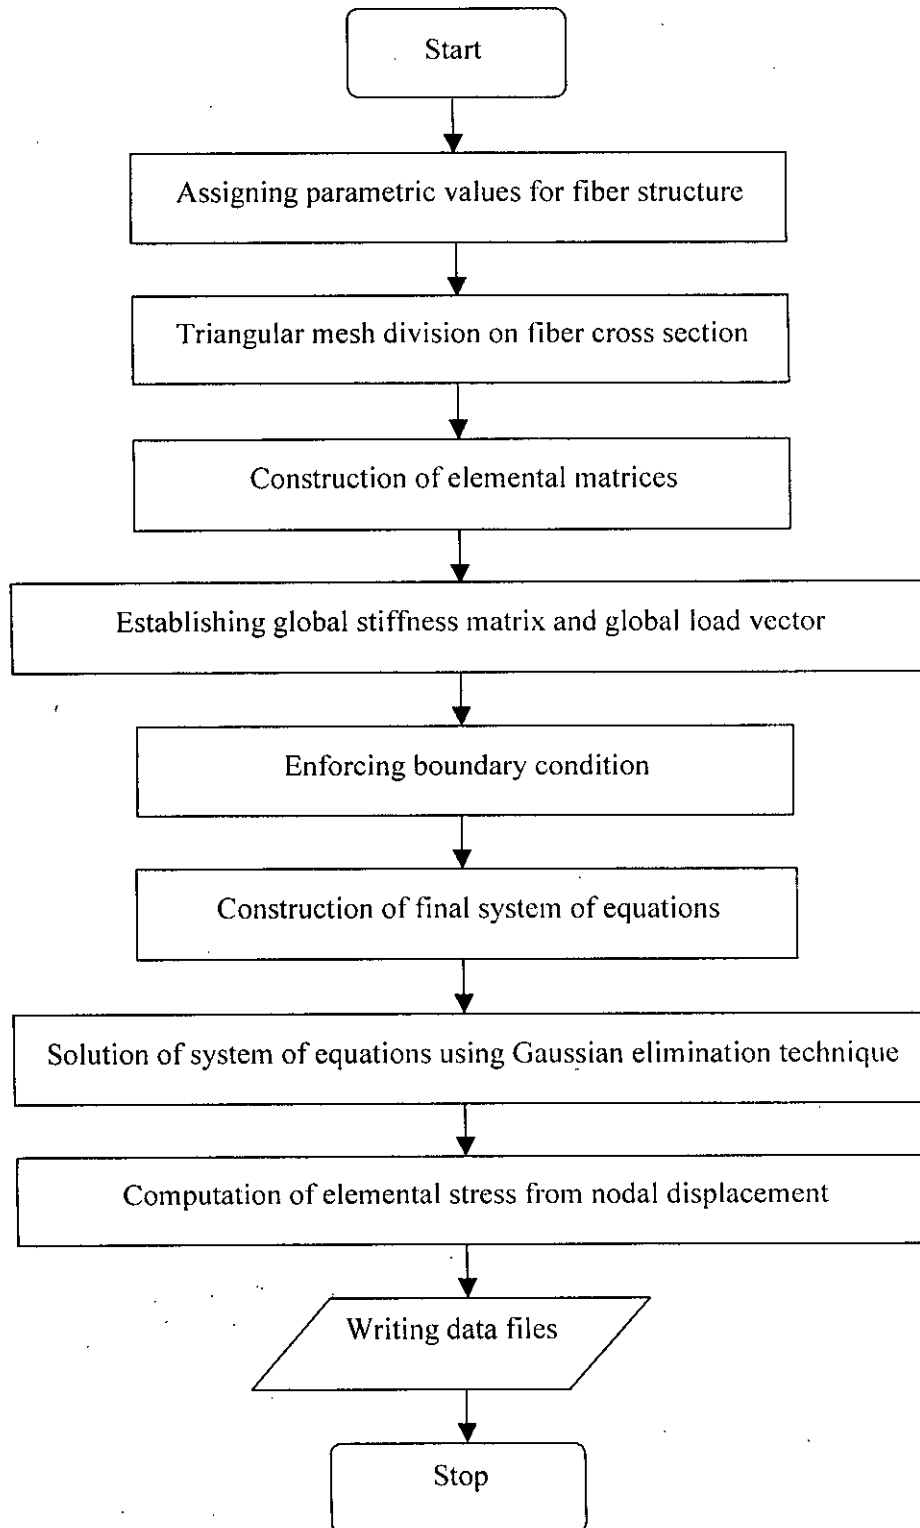 Start
Assigning parametric values for fiber structure
Triangular mesh division on fiber cross section
Construction of elemental matrices
Establishing global stiffness matrix and global load vector
Enforcing boundary condition
Construction of final system of equations
Solution of system of equations using Gaussian elimination technique
Computation of elemental stress from nodal displacement
Writing data files
Stop